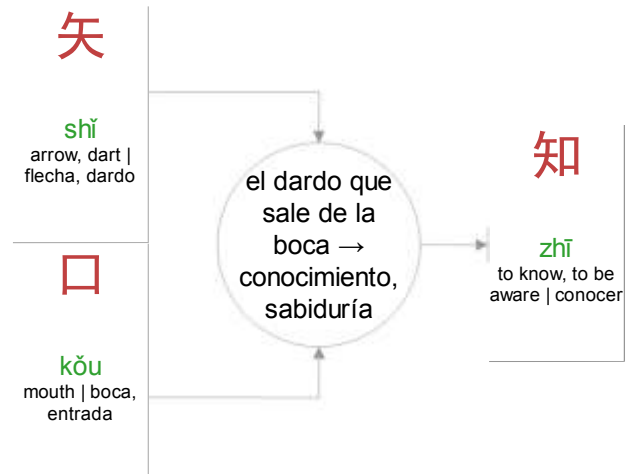 矢
shǐ
arrow, dart |
flecha, dardo
口
kǒu
mouth | boca,
entrada
el dardo que
sale de la
boca →
conocimiento,
sabiduría
知
zhī
to know, to be
aware | conocer